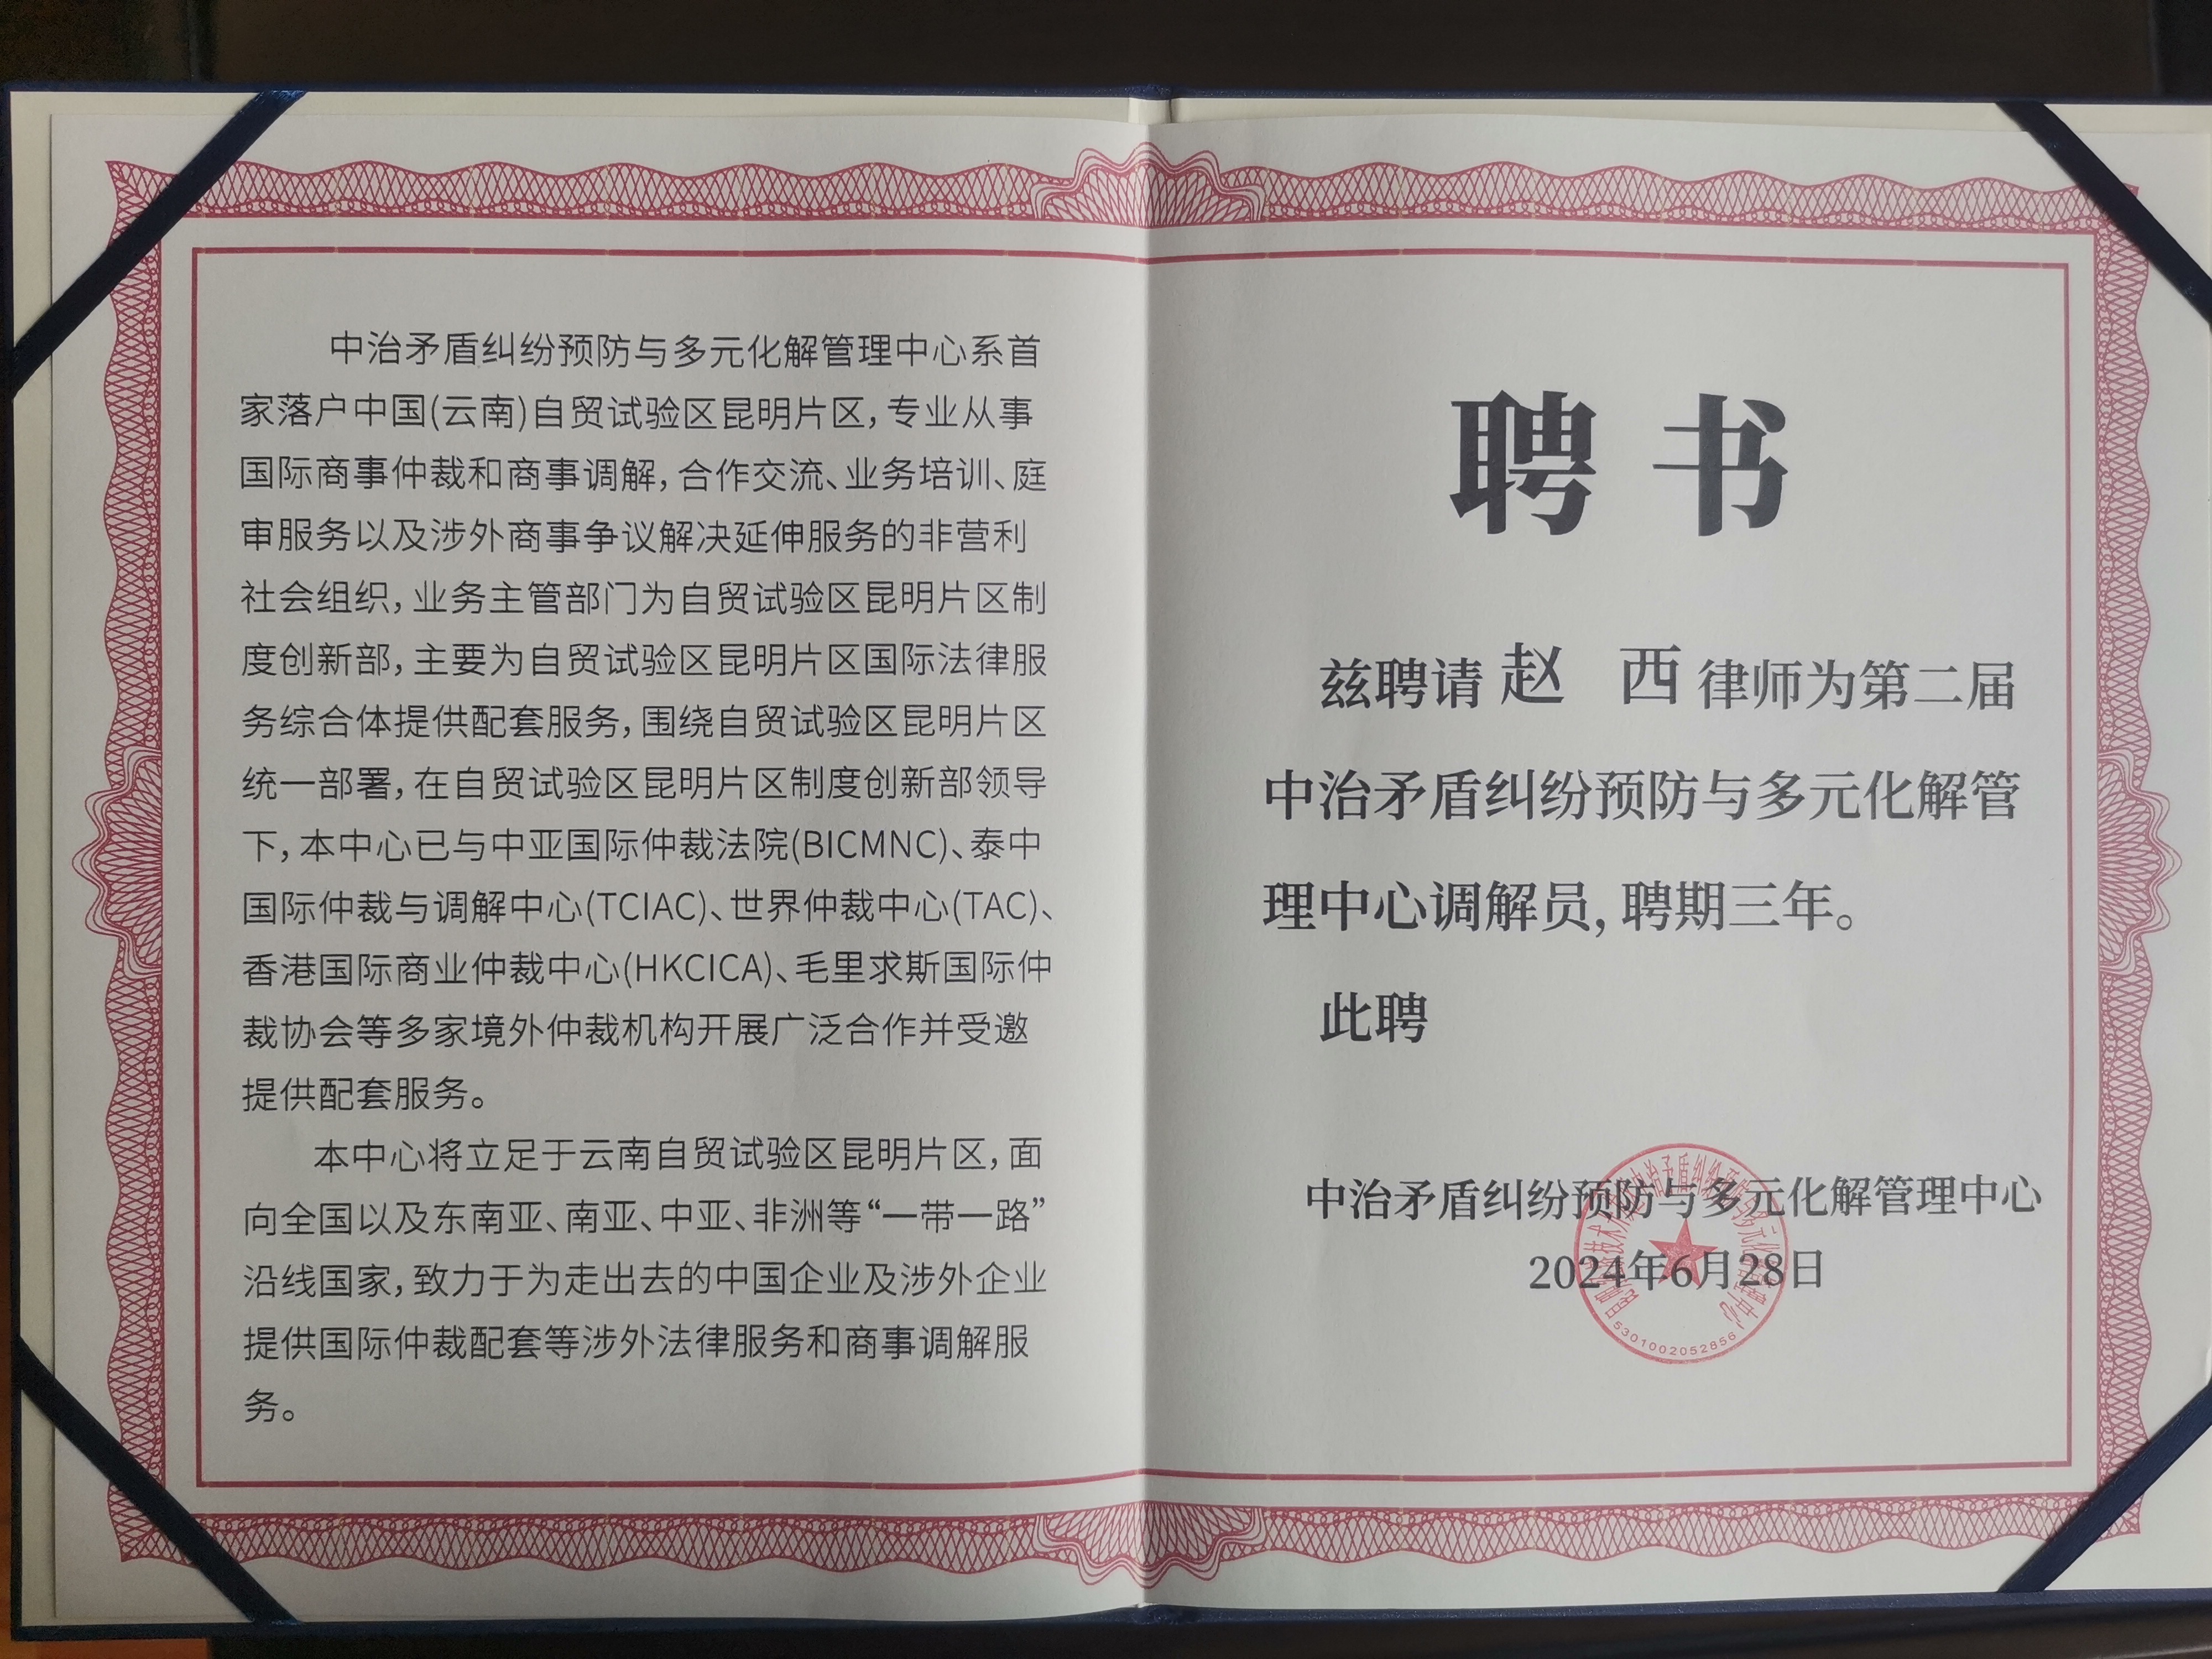 中治矛盾纠纷预防与多元化解管理中心系首
家落户中国(云南)自贸试验区昆明片区,专业从事
国际商事仲裁和商事调解,合作交流、业务培训、庭
审服务以及涉外商事争议解决延伸服务的非营利
社会组织,业务主管部门为自贸试验区昆明片区制
度创新部,主要为自贸试验区昆明片区国际法律服
务综合体提供配套服务,围绕自贸试验区昆明片区
统一部署,在自贸试验区昆明片区制度创新部领导
下,本中心已与中亚国际仲裁法院(BICMNC)、泰中
国际仲裁与调解中心(TCIAC)、世界仲裁中心(TAC)、
香港国际商业仲裁中心(HKCICA)、毛里求斯国际仲
裁协会等多家境外仲裁机构开展广泛合作并受邀
提供配套服务。
本中心将立足于云南自贸试验区昆明片区,面
向全国以及东南亚、南亚、中亚、非洲等“一带一路”
沿线国家,致力于为走出去的中国企业及涉外企业
提供国际仲裁配套等涉外法律服务和商事调解服
务。
聘书
兹聘请 赵 西 律师为第二届
中治矛盾纠纷预防与多元化解管
理中心调解员,聘期三年。
此聘
中治矛盾纠纷预防与多元化解管理中心
2024年6月28日
5301002052856